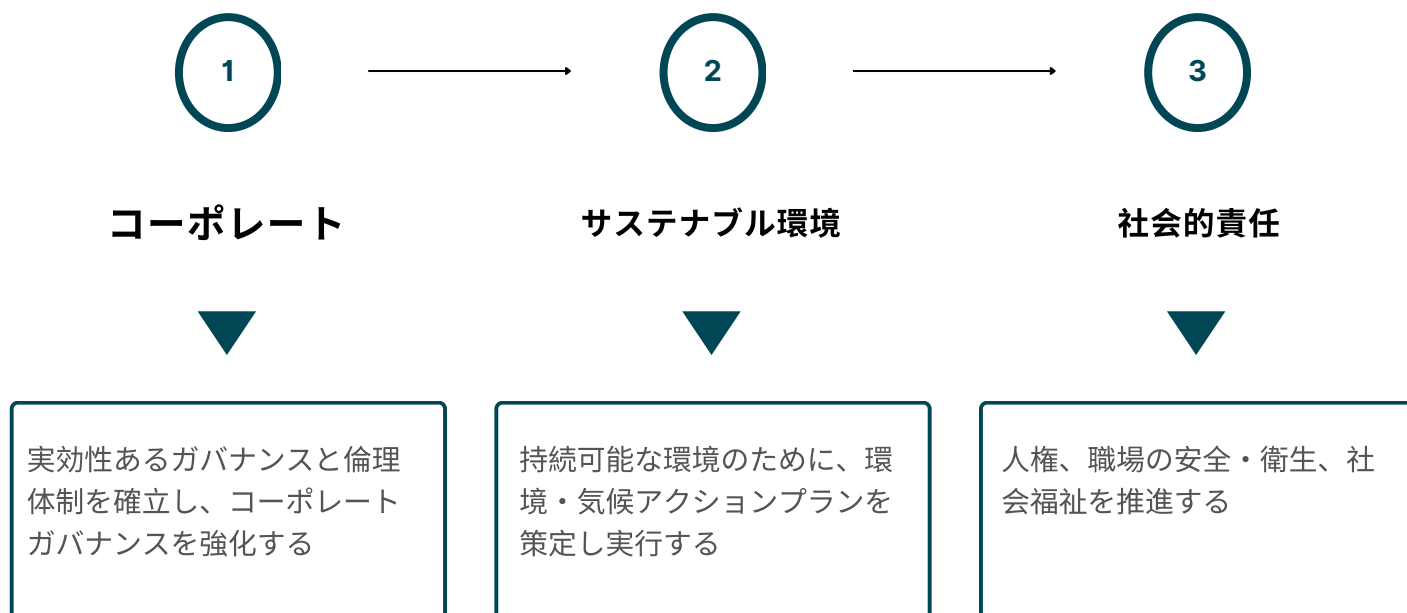 1
2
3
コーポレート
サステナブル環境
社会的責任
実効性あるガバナンスと倫理
体制を確立し、コーポレート
ガバナンスを強化する
持続可能な環境のために、環
境・気候アクションプランを
策定し実行する
人権、職場の安全・衛生、社
会福祉を推進する